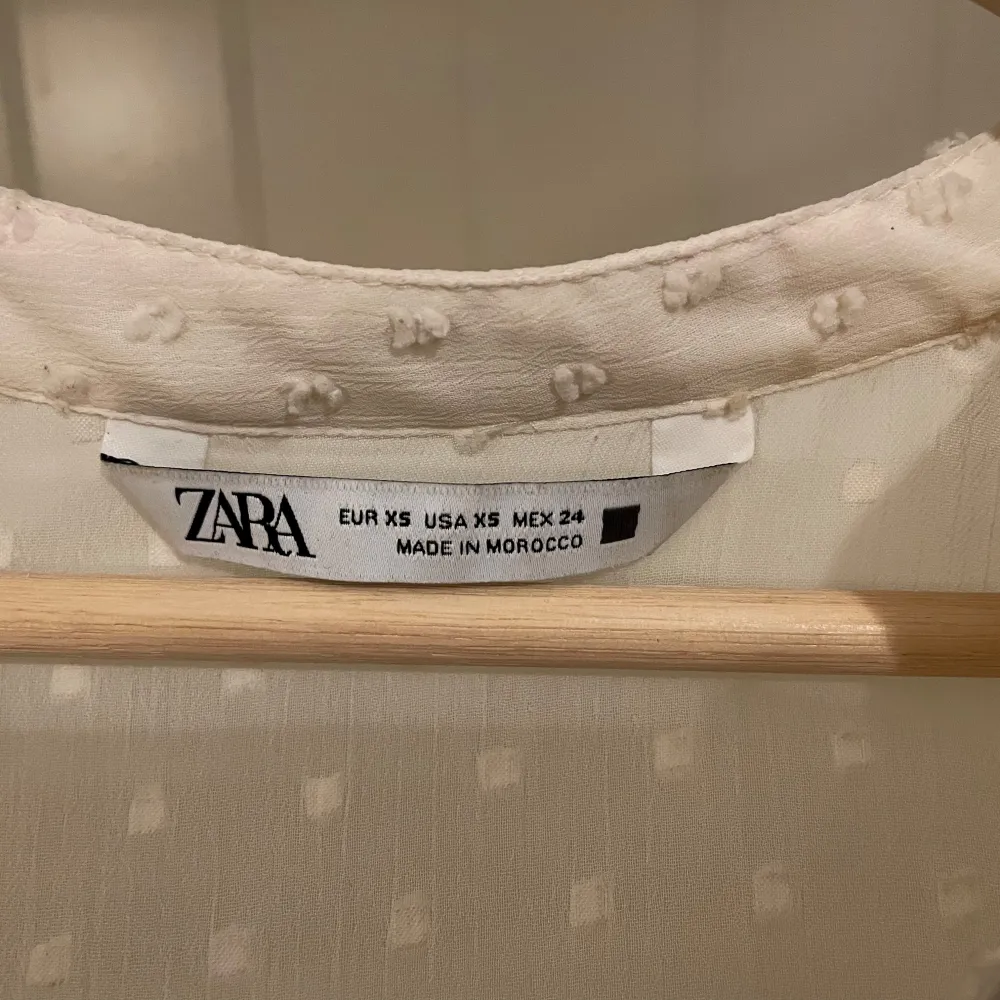 ZARA
EUR XS USA XS MEX 24
MADE IN MOROCCO